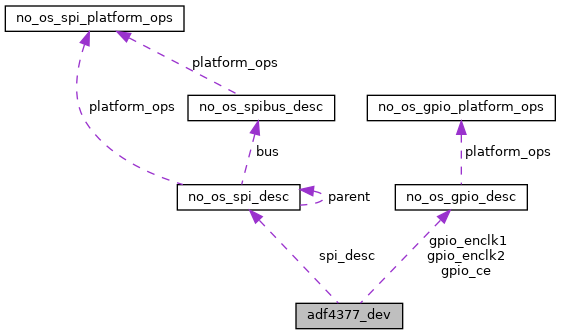 no_os_spi_platform_ops
platform_ops
platform_ops
no_os_spibus_desc
no_os_gpio_platform_ops
bus
platform_ops
no_os_spi_desc
parent
no_os_gpio_desc
spi_desc
gpio_enclk1
gpio_enclk2
gpio_ce
adf4377_dev